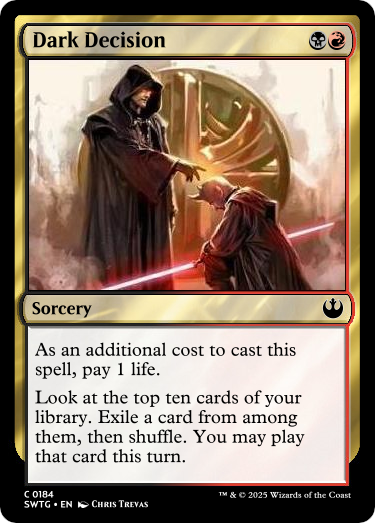 Dark Decision
Sorcery
As an additional cost to cast this
spell, pay 1 life.
Look at the top ten cards of your
library. Exile a card from among
them, then shuffle. You may play
that card this turn.
C 0184
™ & © 2025 Wizards of the Coast
SWTG • EN Chris Trevas